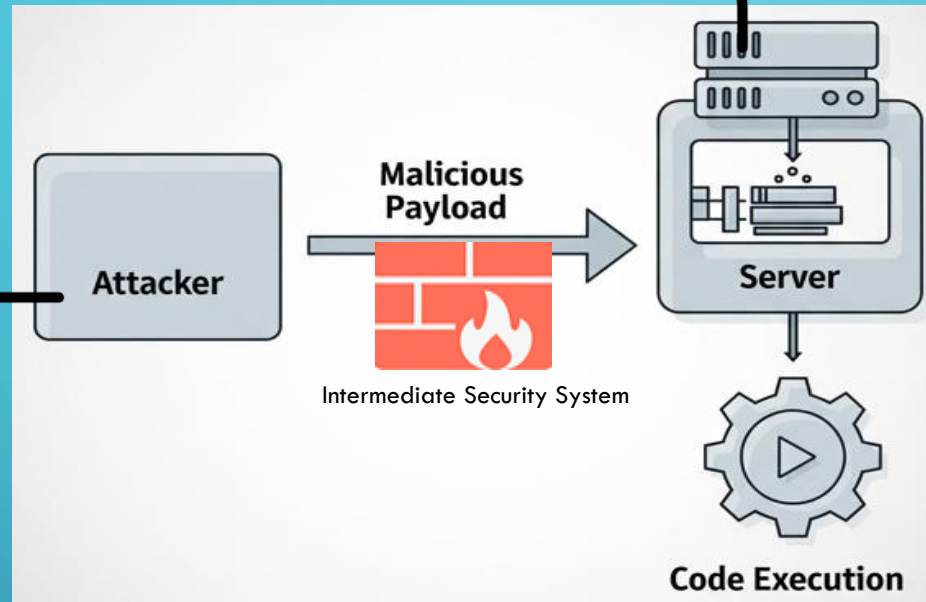 Malicious
Payload
Attacker
Server
Intermediate Security System
Code Execution